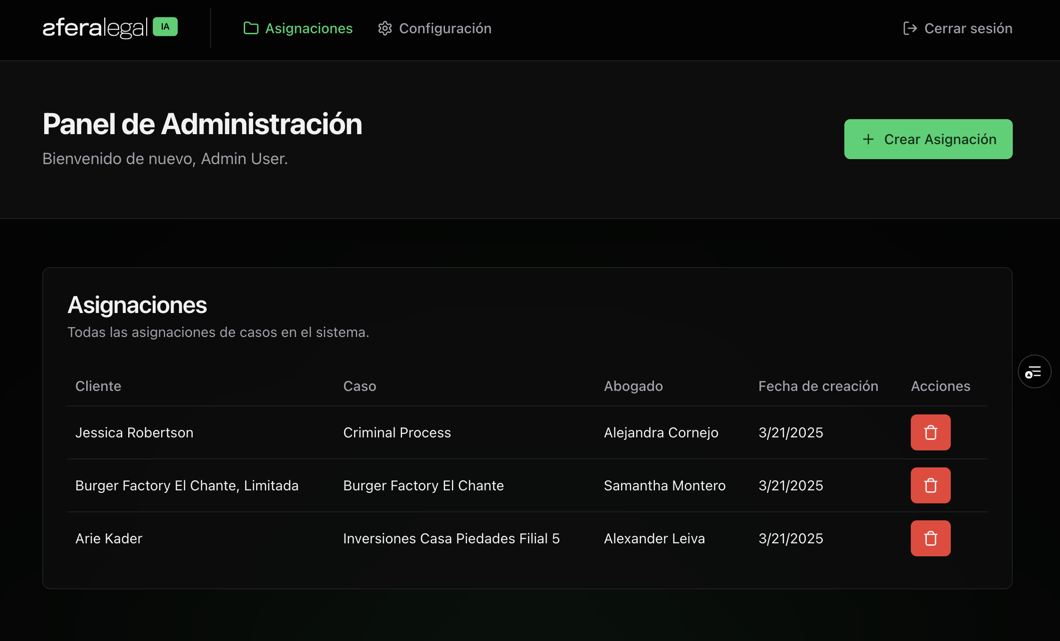 aferalegal IA
Asignaciones
Configuración
Cerrar sesión
Panel de Administración
Bienvenido de nuevo, Admin User.
+ Crear Asignación
Asignaciones
Todas las asignaciones de casos en el sistema.
Cliente Caso Abogado Fecha de creación Acciones
Jessica Robertson Criminal Process Alejandra Cornejo 3/21/2025
Burger Factory El Chante, Limitada Burger Factory El Chante Samantha Montero 3/21/2025
Arie Kader Inversiones Casa Piedades Filial 5 Alexander Leiva 3/21/2025